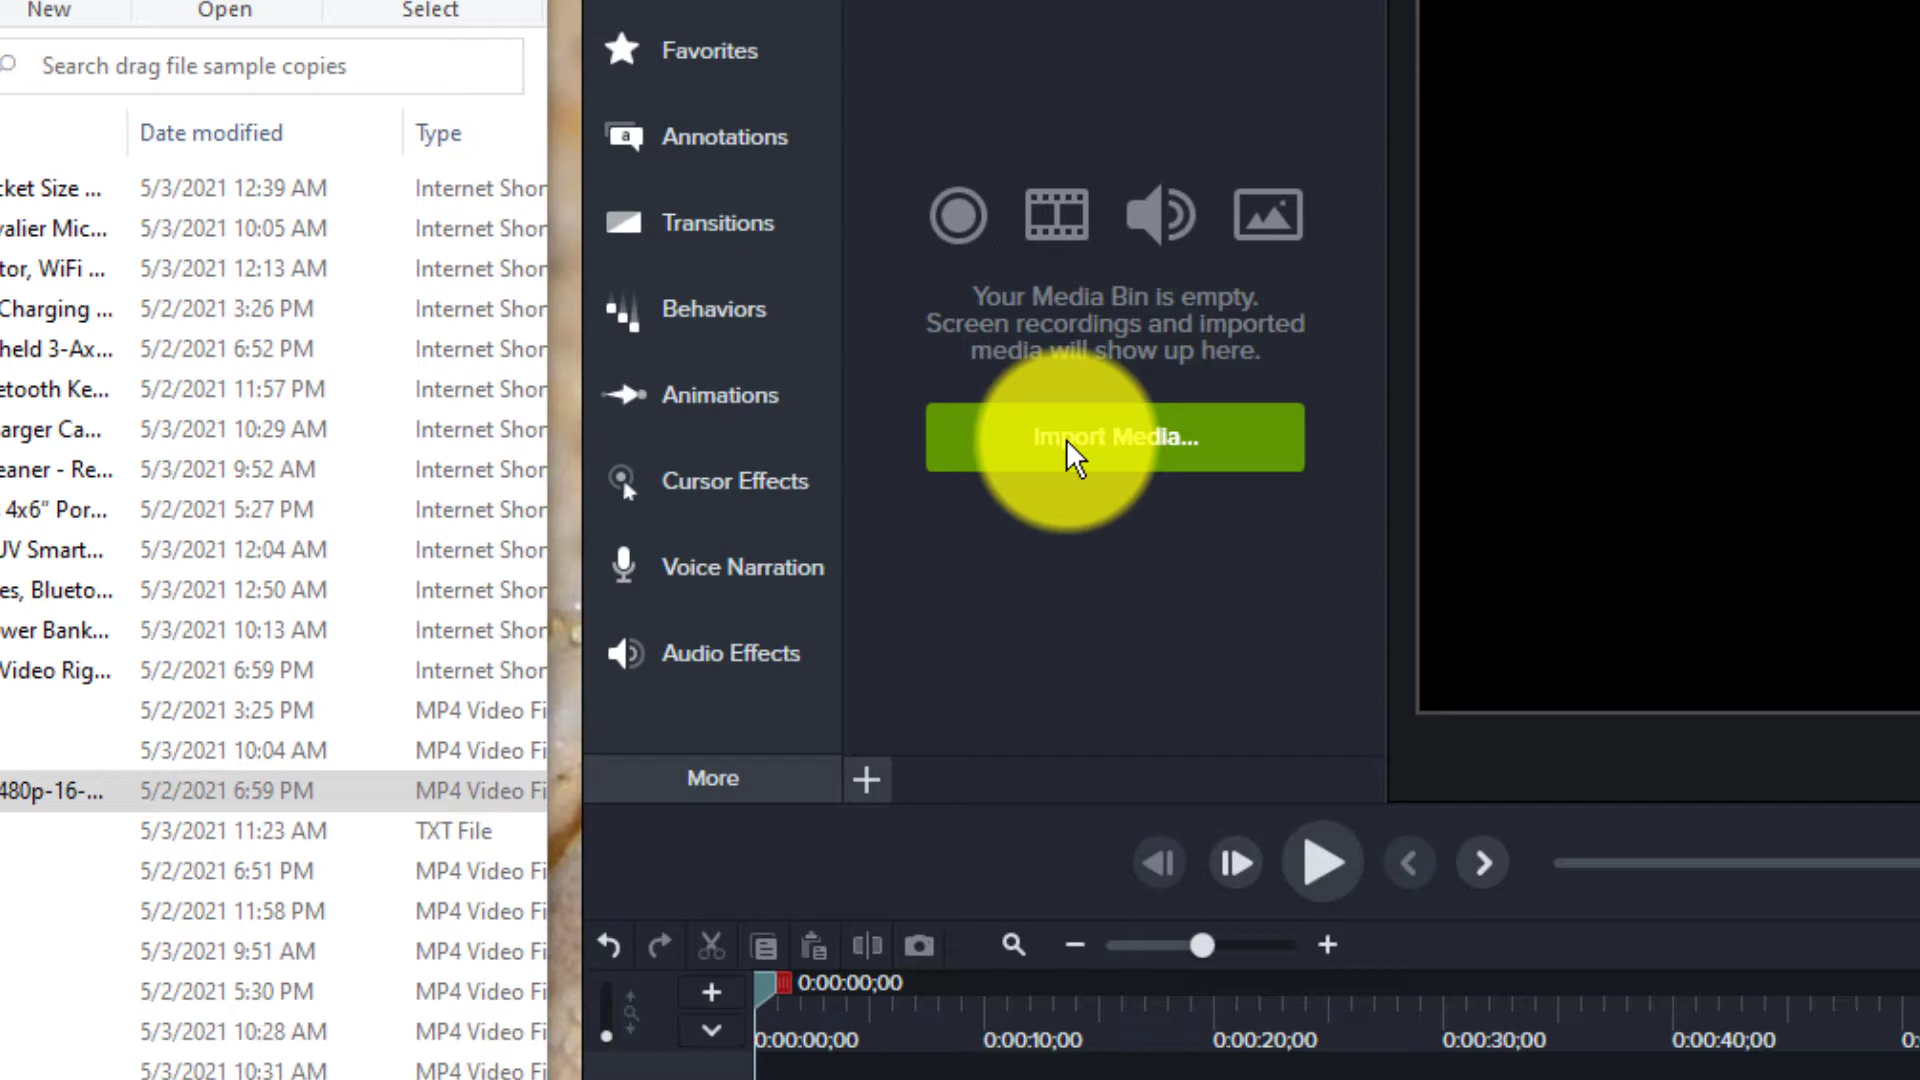 New Open Select
Search drag file sample copies
Date modified Type
cket Size ... 5/3/2021 12:39 AM Internet Shor
valier Mic... 5/3/2021 10:05 AM Internet Shor
tor, WiFi ... 5/3/2021 12:13 AM Internet Shor
Charging ... 5/2/2021 3:26 PM Internet Shor
held 3-Ax... 5/2/2021 6:52 PM Internet Shor
etooth Ke... 5/2/2021 11:57 PM Internet Shor
arger Ca... 5/3/2021 10:29 AM Internet Shor
eaner - Re... 5/3/2021 9:52 AM Internet Shor
4x6" Por... 5/2/2021 5:27 PM Internet Shor
UV Smart... 5/3/2021 12:04 AM Internet Shor
es, Blueto... 5/3/2021 12:50 AM Internet Shor
wer Bank... 5/3/2021 10:13 AM Internet Shor
Video Rig... 5/2/2021 6:59 PM Internet Shor
5/2/2021 3:25 PM MP4 Video Fi
5/3/2021 10:04 AM MP4 Video Fi
480p-16-... 5/2/2021 6:59 PM MP4 Video Fi
5/3/2021 11:23 AM TXT File
5/2/2021 6:51 PM MP4 Video Fi
5/2/2021 11:58 PM MP4 Video Fi
5/3/2021 9:51 AM MP4 Video Fi
5/2/2021 5:30 PM MP4 Video Fi
5/3/2021 10:28 AM MP4 Video Fi
5/3/2021 10:31 AM MP4 Video Fi
Favorites
a Annotations
Transitions
Behaviors
Animations
Cursor Effects
Voice Narration
Audio Effects
More
Your Media Bin is empty.
Screen recordings and imported
media will show up here.
Import Media...
0:00:00;00
0:00:00;00 0:00:10;00 0:00:20;00 0:00:30;00 0:00:40;00 0: